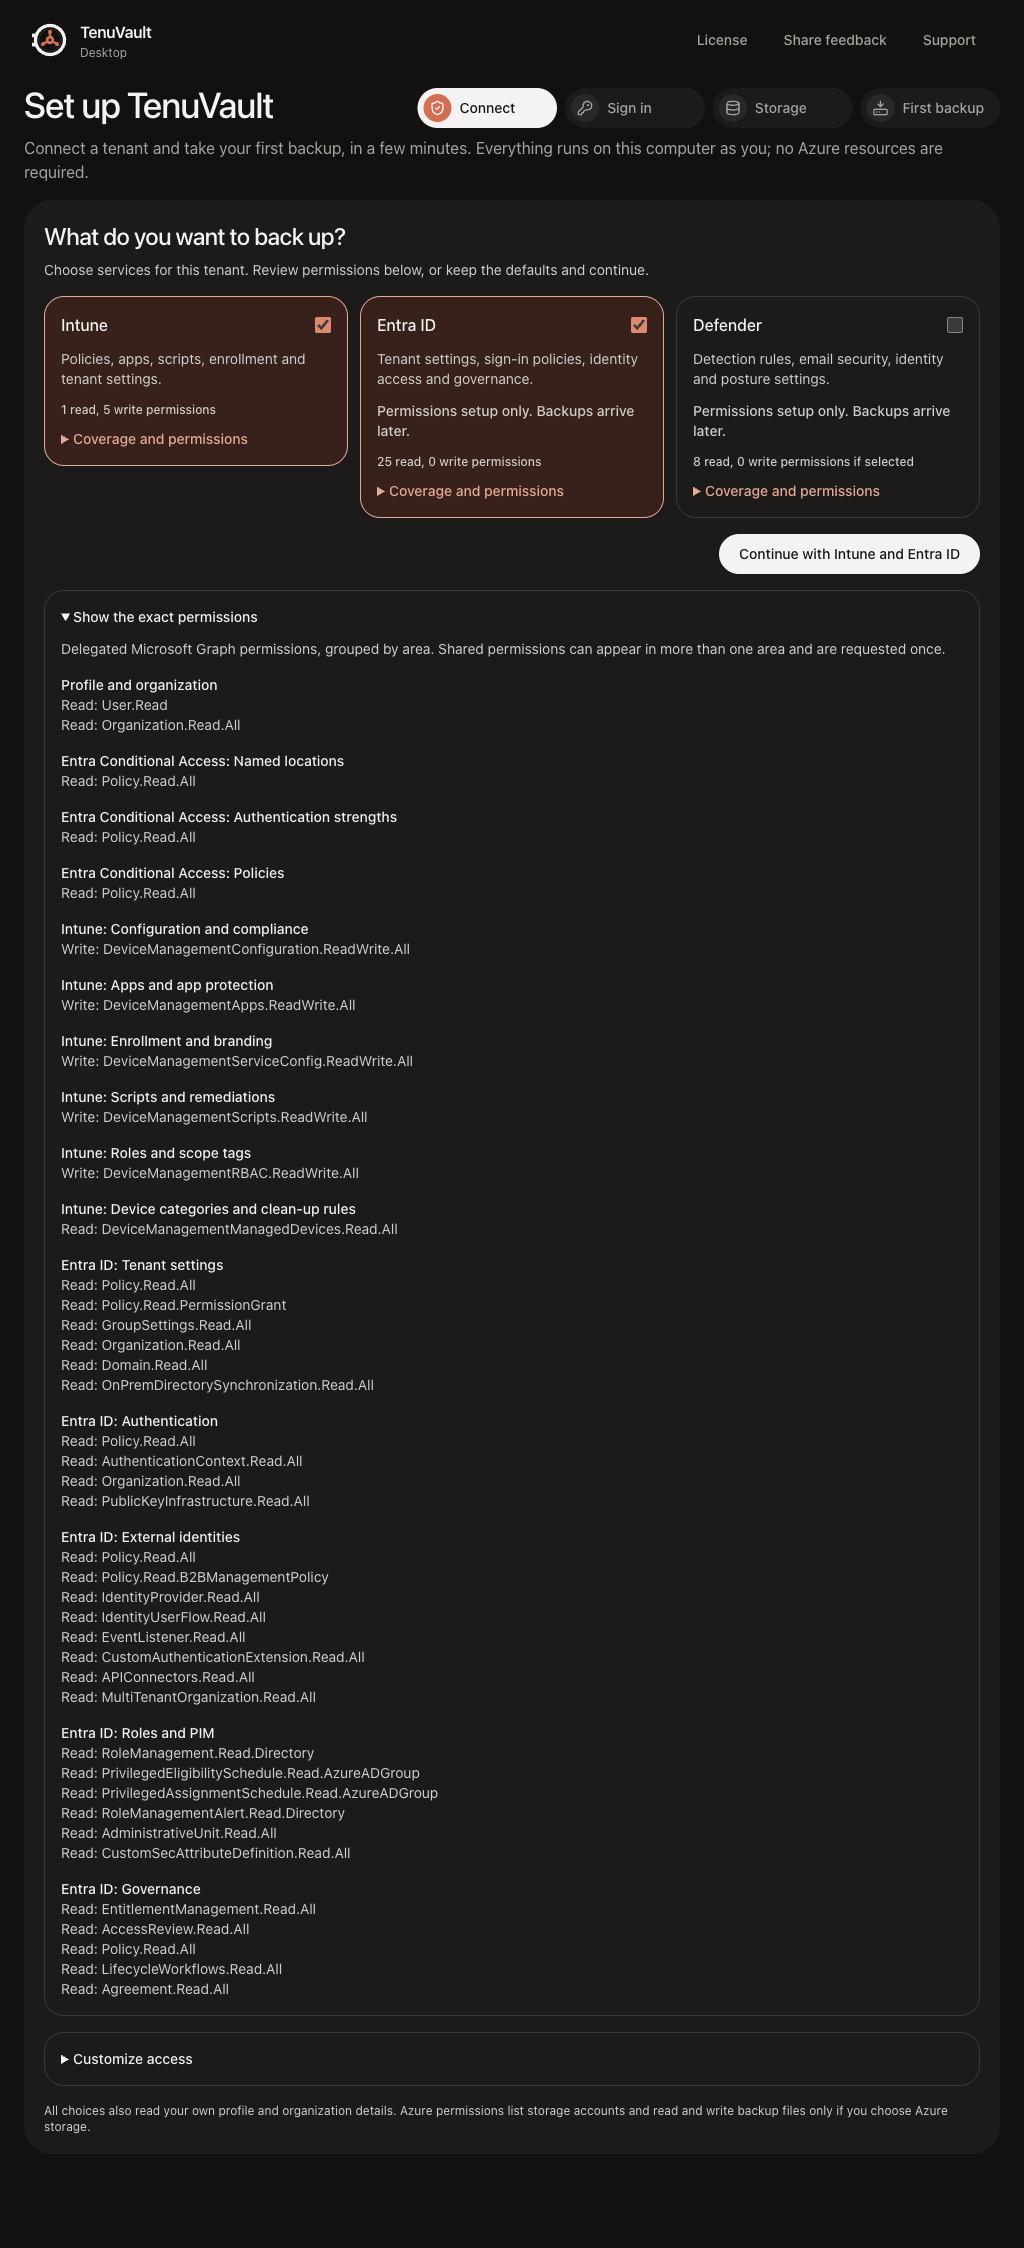 TenuVault
Desktop
License
Share feedback
Support
Set up TenuVault
Connect
Sign in
Storage
First backup
Connect a tenant and take your first backup, in a few minutes. Everything runs on this computer as you; no Azure resources are
required.
What do you want to back up?
Choose services for this tenant. Review permissions below, or keep the defaults and continue.
Intune
Policies, apps, scripts, enrollment and
tenant settings.
1 read, 5 write permissions
Coverage and permissions
Entra ID
Tenant settings, sign-in policies, identity
access and governance.
Permissions setup only. Backups arrive
later.
25 read, 0 write permissions
Coverage and permissions
Defender
Detection rules, email security, identity
and posture settings.
Permissions setup only. Backups arrive
later.
8 read, 0 write permissions if selected
Coverage and permissions
Continue with Intune and Entra ID
Show the exact permissions
Delegated Microsoft Graph permissions, grouped by area. Shared permissions can appear in more than one area and are requested once.
Profile and organization
Read: User.Read
Read: Organization.Read.All
Entra Conditional Access: Named locations
Read: Policy.Read.All
Entra Conditional Access: Authentication strengths
Read: Policy.Read.All
Entra Conditional Access: Policies
Read: Policy.Read.All
Intune: Configuration and compliance
Write: DeviceManagementConfiguration.ReadWrite.All
Intune: Apps and app protection
Write: DeviceManagementApps.ReadWrite.All
Intune: Enrollment and branding
Write: DeviceManagementServiceConfig.ReadWrite.All
Intune: Scripts and remediations
Write: DeviceManagementScripts.ReadWrite.All
Intune: Roles and scope tags
Write: DeviceManagementRBAC.ReadWrite.All
Intune: Device categories and clean-up rules
Read: DeviceManagementManagedDevices.Read.All
Entra ID: Tenant settings
Read: Policy.Read.All
Read: Policy.Read.PermissionGrant
Read: GroupSettings.Read.All
Read: Organization.Read.All
Read: Domain.Read.All
Read: OnPremDirectorySynchronization.Read.All
Entra ID: Authentication
Read: Policy.Read.All
Read: AuthenticationContext.Read.All
Read: Organization.Read.All
Read: PublicKeyInfrastructure.Read.All
Entra ID: External identities
Read: Policy.Read.All
Read: Policy.Read.B2BManagementPolicy
Read: IdentityProvider.Read.All
Read: IdentityUserFlow.Read.All
Read: EventListener.Read.All
Read: CustomAuthenticationExtension.Read.All
Read: APIConnectors.Read.All
Read: MultiTenantOrganization.Read.All
Entra ID: Roles and PIM
Read: RoleManagement.Read.Directory
Read: PrivilegedEligibilitySchedule.Read.AzureADGroup
Read: PrivilegedAssignmentSchedule.Read.AzureADGroup
Read: RoleManagementAlert.Read.Directory
Read: AdministrativeUnit.Read.All
Read: CustomSecAttributeDefinition.Read.All
Entra ID: Governance
Read: EntitlementManagement.Read.All
Read: AccessReview.Read.All
Read: Policy.Read.All
Read: LifecycleWorkflows.Read.All
Read: Agreement.Read.All
Customize access
All choices also read your own profile and organization details. Azure permissions list storage accounts and read and write backup files only if you choose Azure
storage.